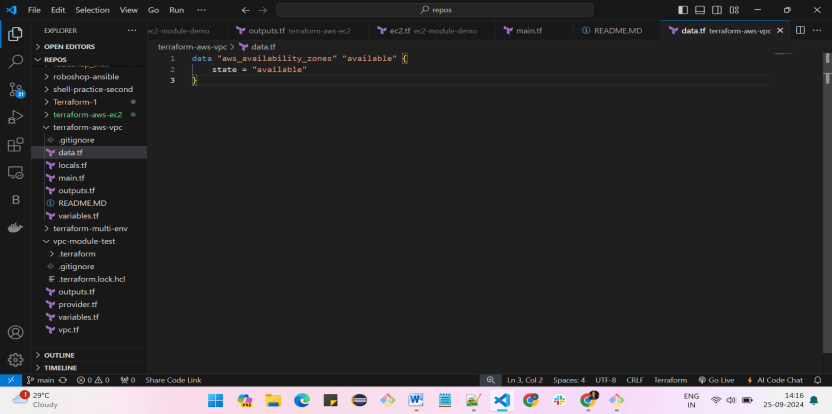 File Edit Selection View Go Run ···
repos
EXPLORER ···
OPEN EDITORS
REPOS
roboshop-ansible
shell-practice-second
Terraform-1
terraform-aws-ec2
terraform-aws-vpc
.gitignore
data.tf
locals.tf
main.tf
outputs.tf
README.MD
variables.tf
terraform-multi-env
vpc-module-test
.terraform
.gitignore
.terraform.lock.hcl
outputs.tf
provider.tf
variables.tf
vpc.tf
OUTLINE
TIMELINE
31
B
ec2-module-demo outputs.tf terraform-aws-ec2 ec2.tf ec2-module-demo main.tf README.MD data.tf terraform-aws-vpc
terraform-aws-vpc > data.tf
1 data "aws_availability_zones" "available" {
2 state = "available"
3 }
main 0 0 0 Share Code Link Ln 3, Col 2 Spaces: 4 UTF-8 CRLF Terraform Go Live AI Code Chat
1 29°C
Cloudy
ENG
IN
14:16
25-09-2024